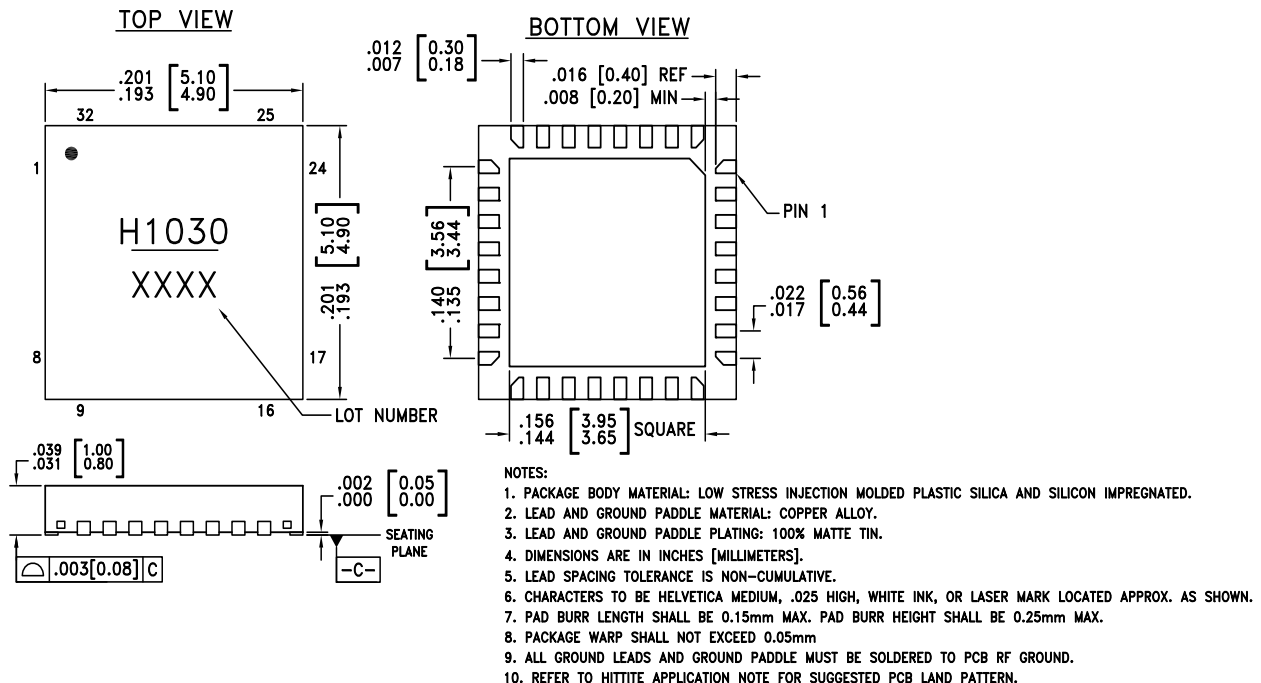 TOP VIEW
.201 [5.10]
.193 [4.90]
32
25
1
24
H1030
XXXX
5.10
4.90
.201
.193
8
17
9
16
LOT NUMBER
.039 [1.00]
.031 [0.80]
.002 [0.05]
.000 [0.00]
SEATING
PLANE
.003[0.08] C
-C-
BOTTOM VIEW
.012 [0.30]
.007 [0.18]
.016 [0.40] REF
.008 [0.20] MIN
PIN 1
3.56
3.44
.140
.135
.022 [0.56]
.017 [0.44]
.156 [3.95]
.144 [3.65]
SQUARE
NOTES:
1. PACKAGE BODY MATERIAL: LOW STRESS INJECTION MOLDED PLASTIC SILICA AND SILICON IMPREGNATED.
2. LEAD AND GROUND PADDLE MATERIAL: COPPER ALLOY.
3. LEAD AND GROUND PADDLE PLATING: 100% MATTE TIN.
4. DIMENSIONS ARE IN INCHES [MILLIMETERS].
5. LEAD SPACING TOLERANCE IS NON-CUMULATIVE.
6. CHARACTERS TO BE HELVETICA MEDIUM, .025 HIGH, WHITE INK, OR LASER MARK LOCATED APPROX. AS SHOWN.
7. PAD BURR LENGTH SHALL BE 0.15mm MAX. PAD BURR HEIGHT SHALL BE 0.25mm MAX.
8. PACKAGE WARP SHALL NOT EXCEED 0.05mm
9. ALL GROUND LEADS AND GROUND PADDLE MUST BE SOLDERED TO PCB RF GROUND.
10. REFER TO HITTITE APPLICATION NOTE FOR SUGGESTED PCB LAND PATTERN.